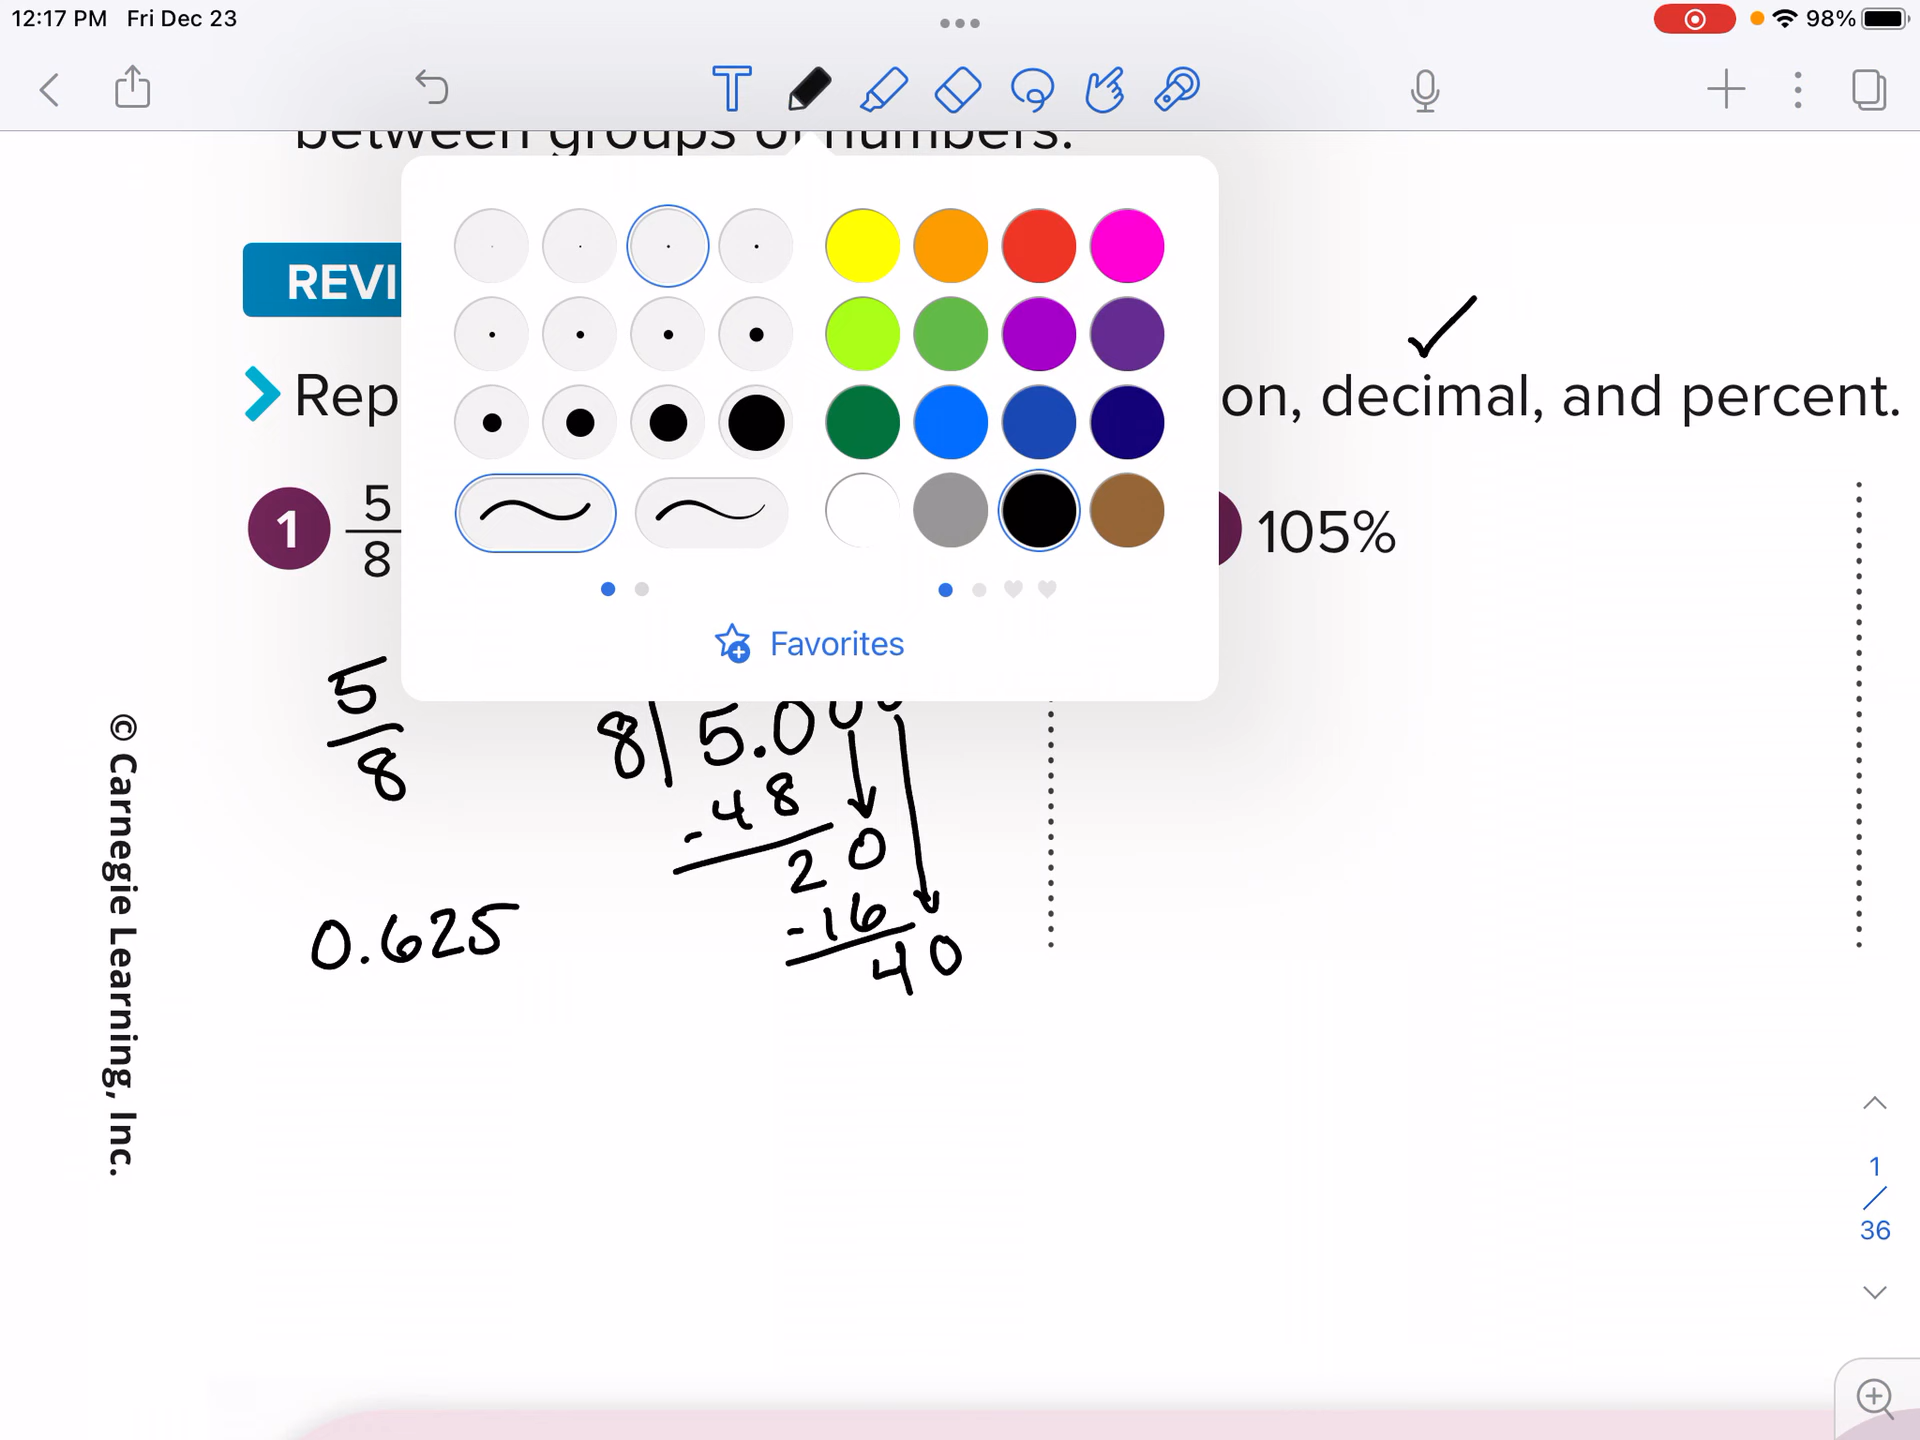 12:17 PM Fri Dec 23
98%
T
between groups of numbers.
REVI
Rep
on, decimal, and percent.
1
5
8
105%
Favorites
5
8
8 5.000
-48
20
-16
40
0.625
© Carnegie Learning, Inc.
1
/
36